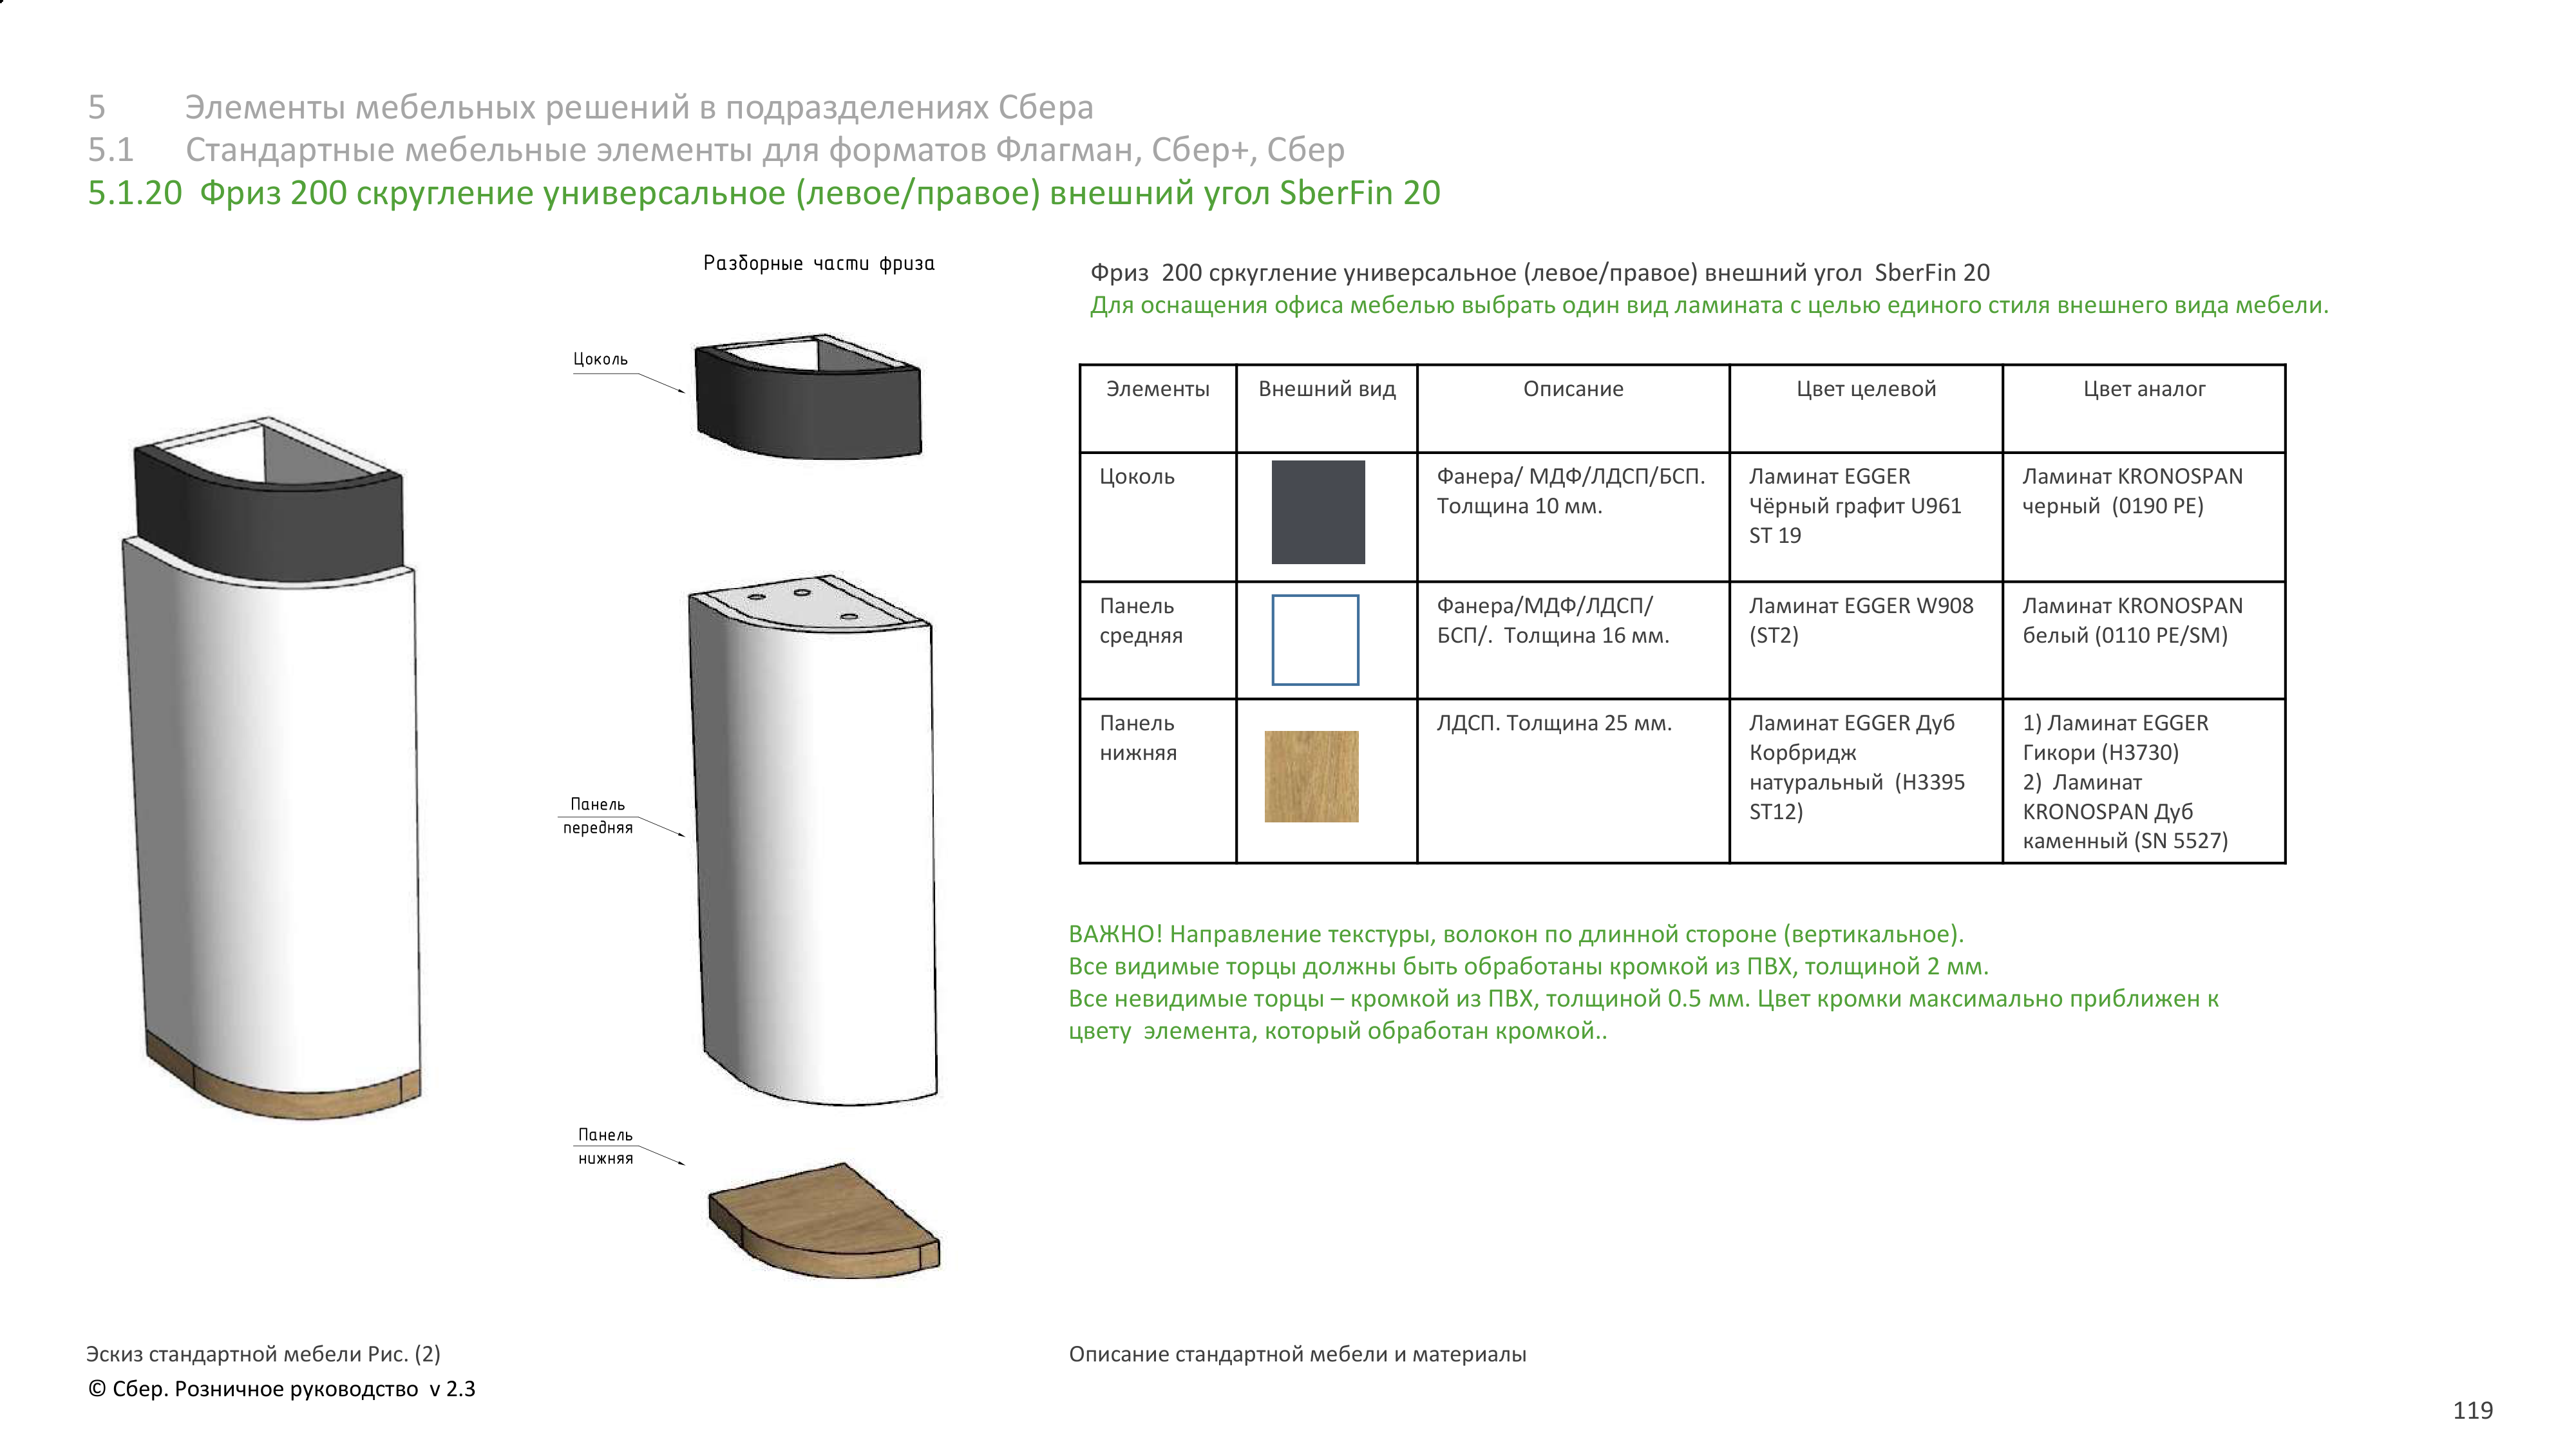 5 Элементы мебельных решений в подразделениях Сбера
5.1 Стандартные мебельные элементы для форматов Флагман, Сбер+, Сбер
5.1.20 Фриз 200 скругление универсальное (левое/правое) внешний угол SberFin 20
Разборные части фриза
Цоколь
Панель
передняя
Панель
нижняя
Фриз 200 сркугление универсальное (левое/правое) внешний угол SberFin 20
Для оснащения офиса мебелью выбрать один вид ламината с целью единого стиля внешнего вида мебели.
Элементы Внешний вид Описание Цвет целевой Цвет аналог
Цоколь
Фанера/ МДФ/ЛДСП/БСП.
Толщина 10 мм.
Ламинат EGGER
Чёрный графит U961
ST 19
Ламинат KRONOSPAN
черный (0190 PE)
Панель
средняя
Фанера/МДФ/ЛДСП/
БСП/. Толщина 16 мм.
Ламинат EGGER W908
(ST2)
Ламинат KRONOSPAN
белый (0110 PE/SM)
Панель
нижняя
ЛДСП. Толщина 25 мм.
Ламинат EGGER Дуб
Корбридж
натуральный (H3395
ST12)
1) Ламинат EGGER
Гикори (H3730)
2) Ламинат
KRONOSPAN Дуб
каменный (SN 5527)
ВАЖНО! Направление текстуры, волокон по длинной стороне (вертикальное).
Все видимые торцы должны быть обработаны кромкой из ПВХ, толщиной 2 мм.
Все невидимые торцы – кромкой из ПВХ, толщиной 0.5 мм. Цвет кромки максимально приближен к
цвету элемента, который обработан кромкой..
Эскиз стандартной мебели Рис. (2)
Описание стандартной мебели и материалы
© Сбер. Розничное руководство v 2.3
119